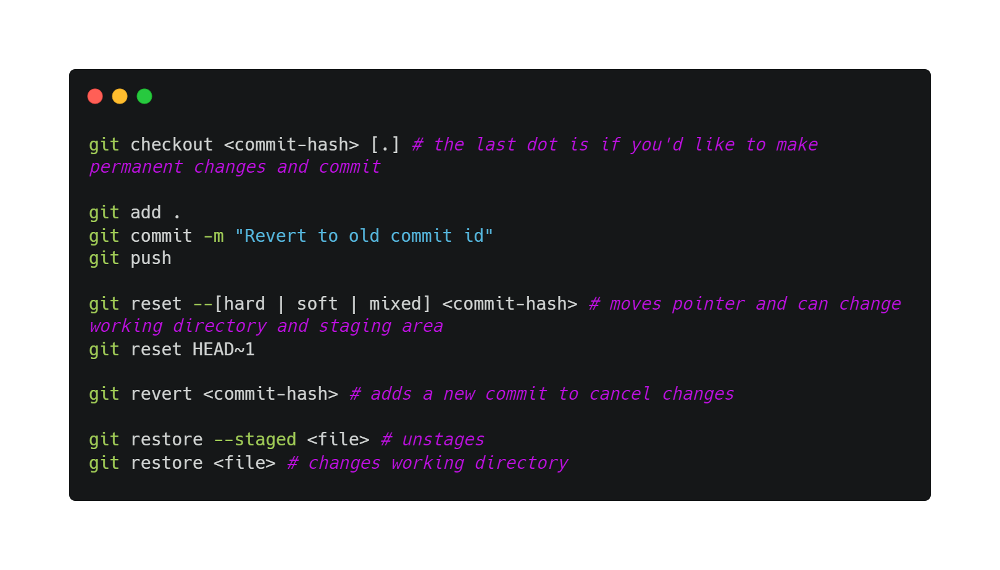 git checkout <commit-hash> [.] # the last dot is if you'd like to make
permanent changes and commit
git add .
git commit -m "Revert to old commit id"
git push
git reset --[hard | soft | mixed] <commit-hash> # moves pointer and can change
working directory and staging area
git reset HEAD~1
git revert <commit-hash> # adds a new commit to cancel changes
git restore --staged <file> # unstages
git restore <file> # changes working directory